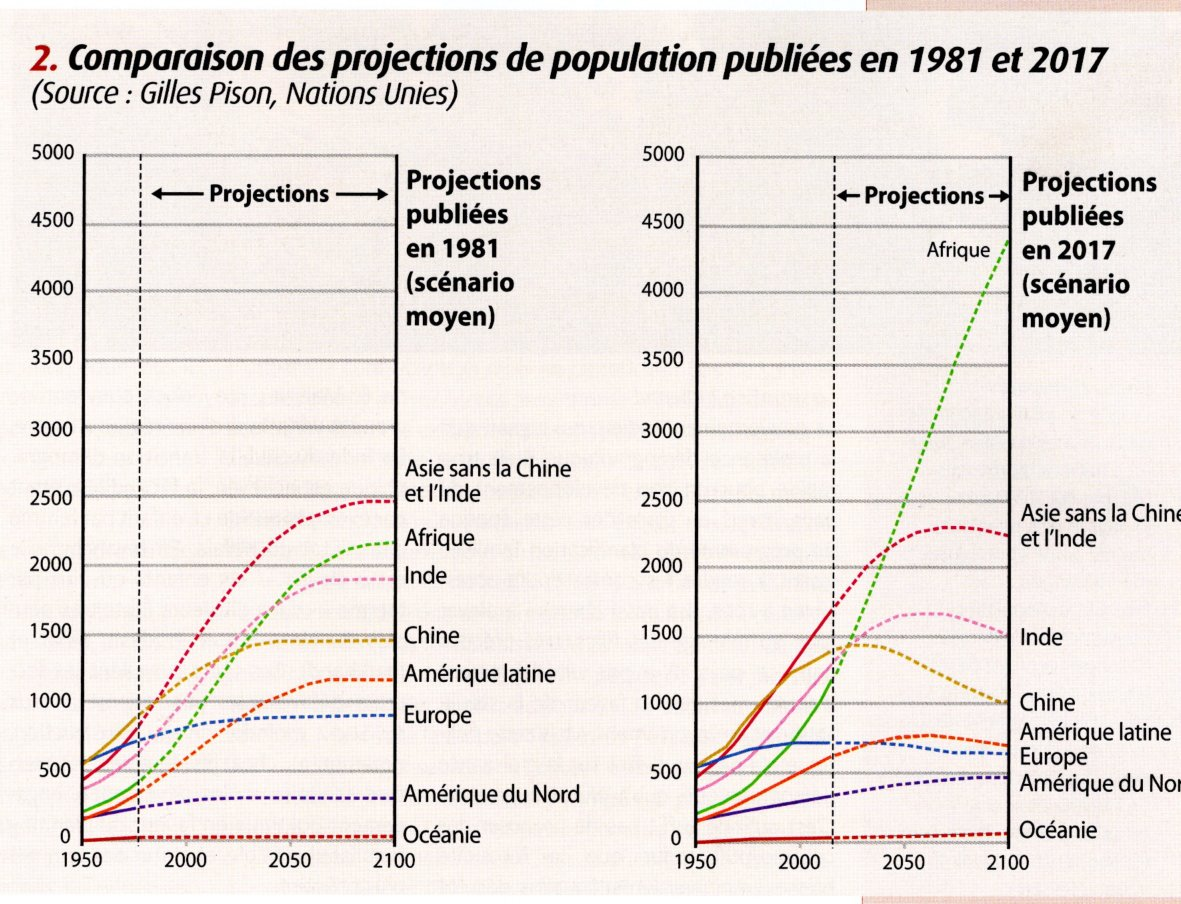 2. Comparaison des projections de population publiées en 1981 et 2017
(Source : Gilles Pison, Nations Unies)
5000
4500
4000
3500
3000
2500
2000
1500
1000
500
0
1950
2000
2050
2100
Projections
Projections
publiées
en 1981
(scénario
moyen)
Asie sans la Chine
et l'Inde
Afrique
Inde
Chine
Amérique latine
Europe
Amérique du Nord
Océanie
5000
4500
4000
3500
3000
2500
2000
1500
1000
500
0
1950
2000
2050
2100
Projections
Afrique
Projections
publiées
en 2017
(scénario
moyen)
Asie sans la Chine
et l'Inde
Inde
Chine
Amérique latine
Europe
Amérique du Nor
Océanie